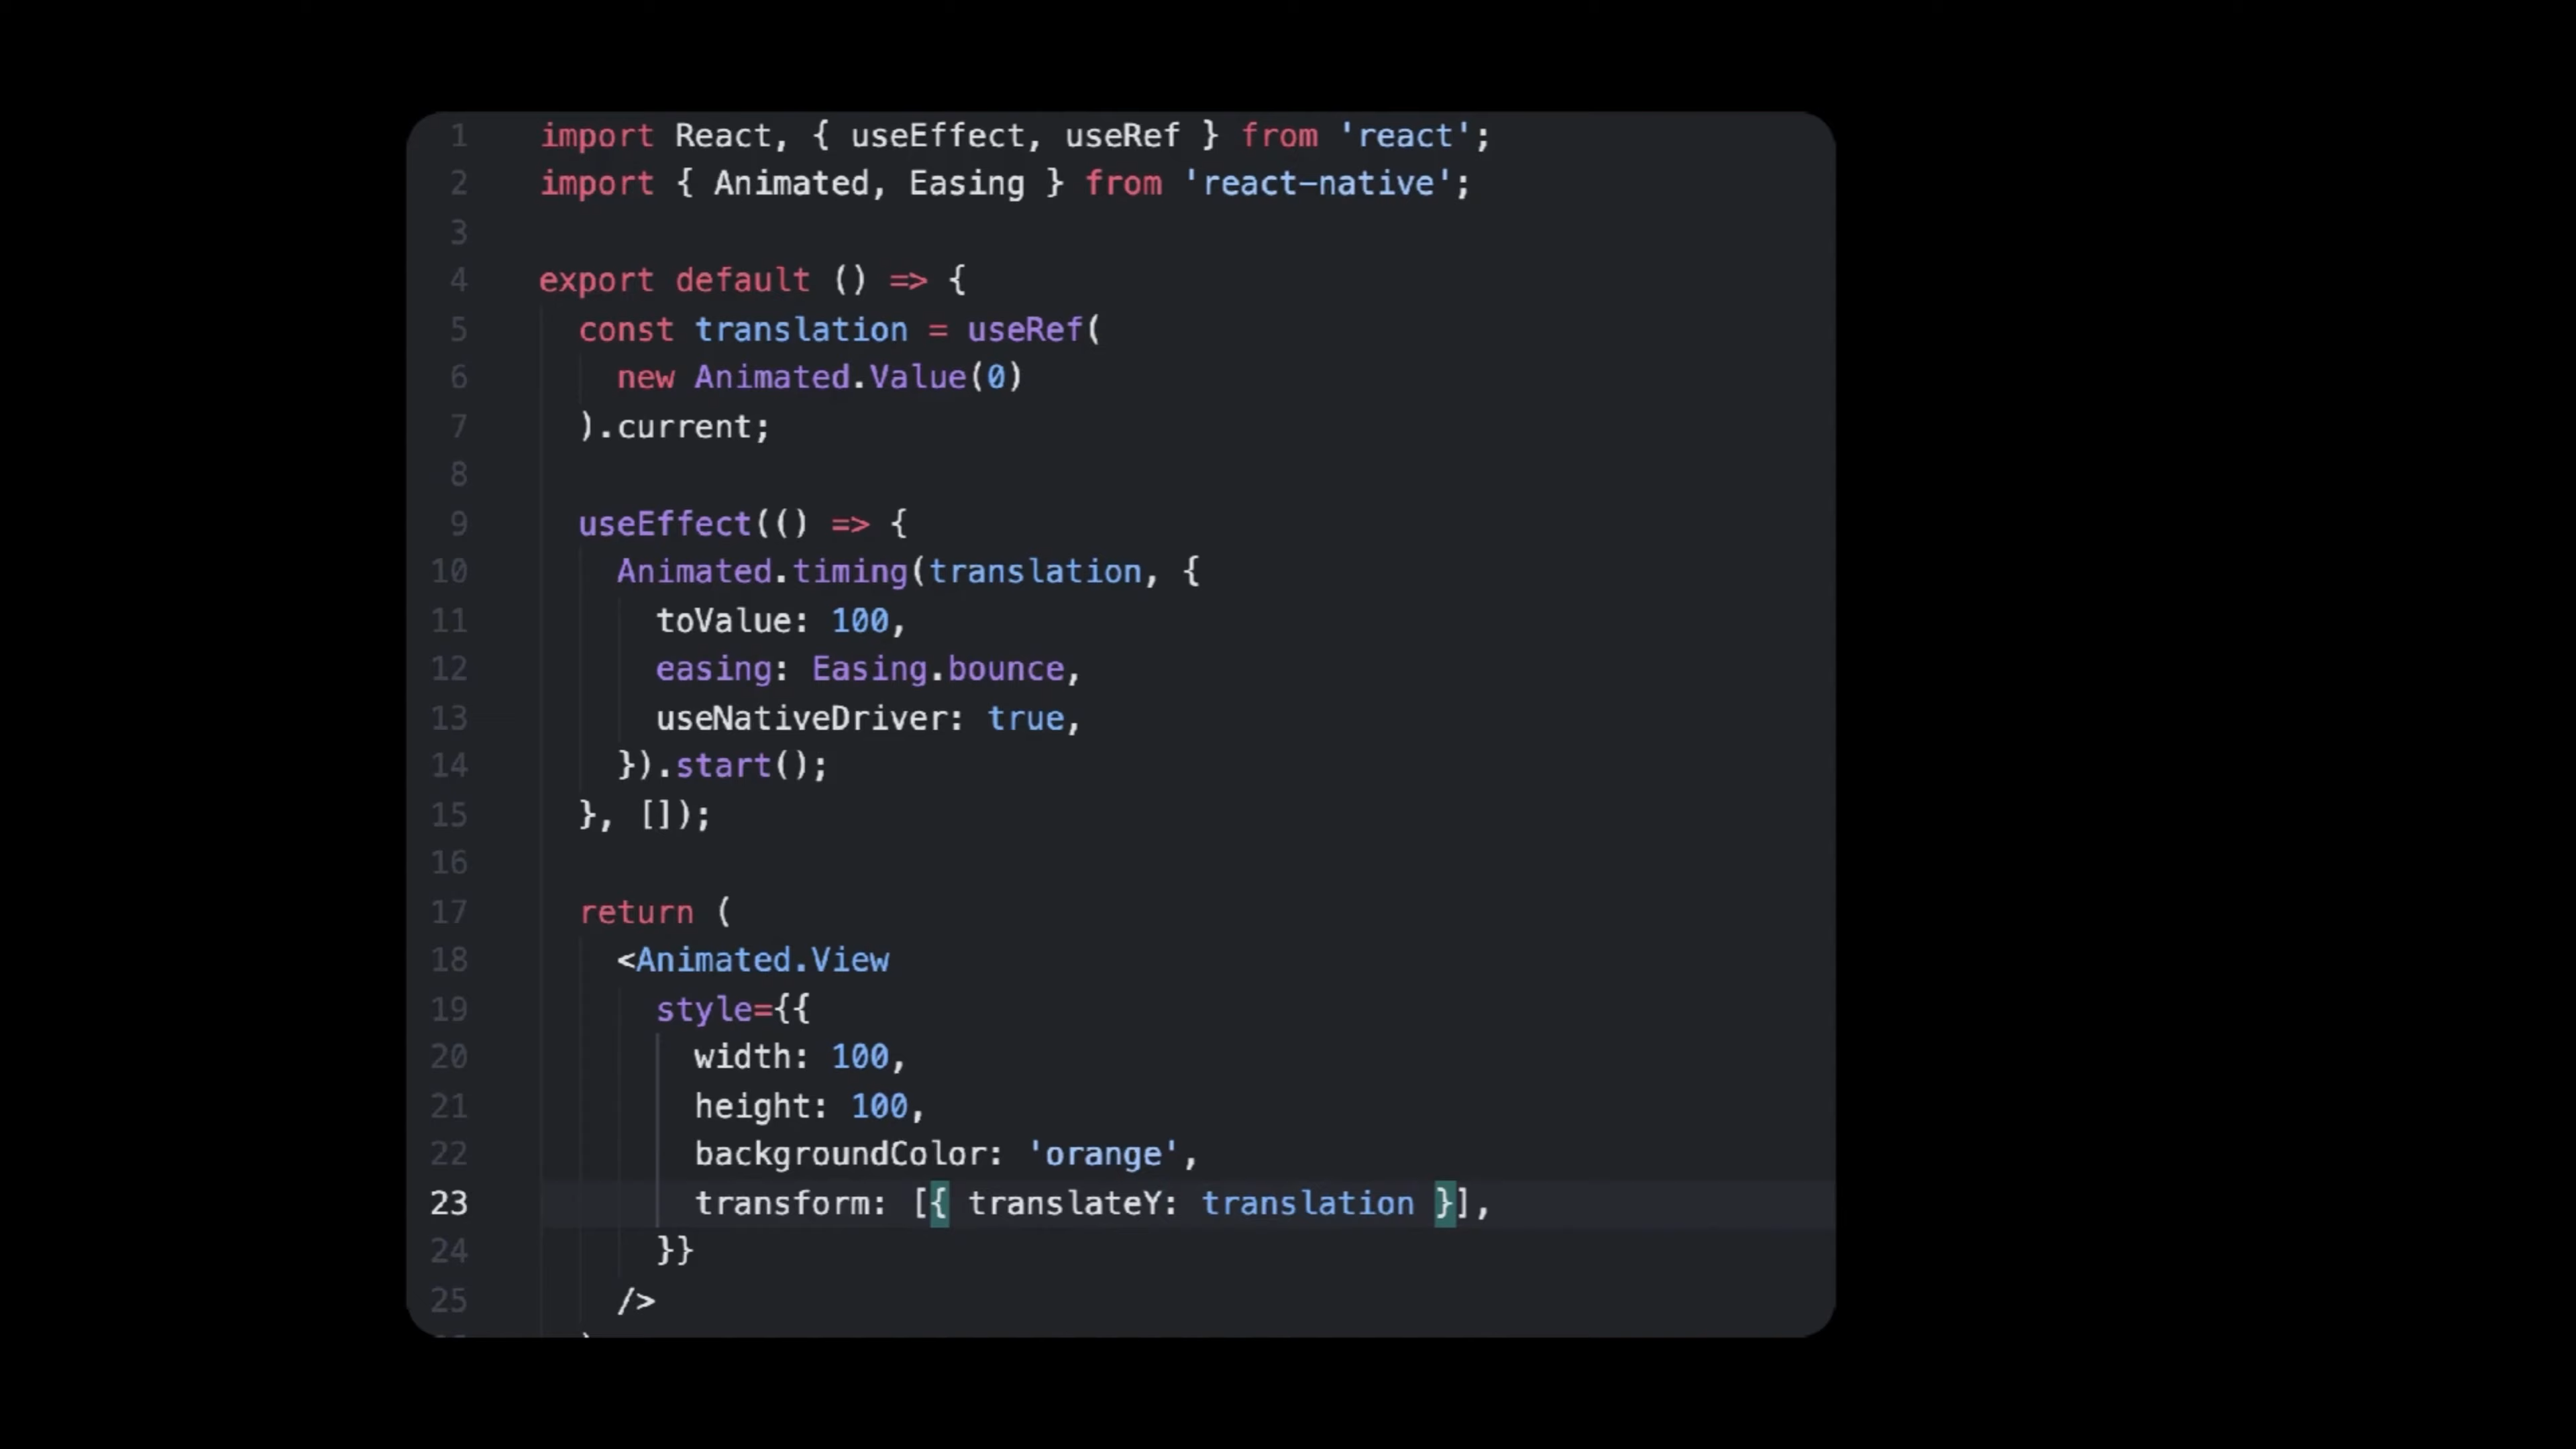 1 import React, { useEffect, useRef } from 'react';
2 import { Animated, Easing } from 'react-native';
3
4 export default () => {
5 const translation = useRef(
6 new Animated.Value(0)
7 ).current;
8
9 useEffect(() => {
10 Animated.timing(translation, {
11 toValue: 100,
12 easing: Easing.bounce,
13 useNativeDriver: true,
14 }).start();
15 }, []);
16
17 return (
18 <Animated.View
19 style={{
20 width: 100,
21 height: 100,
22 backgroundColor: 'orange',
23 transform: [{ translateY: translation }],
24 }}
25 />